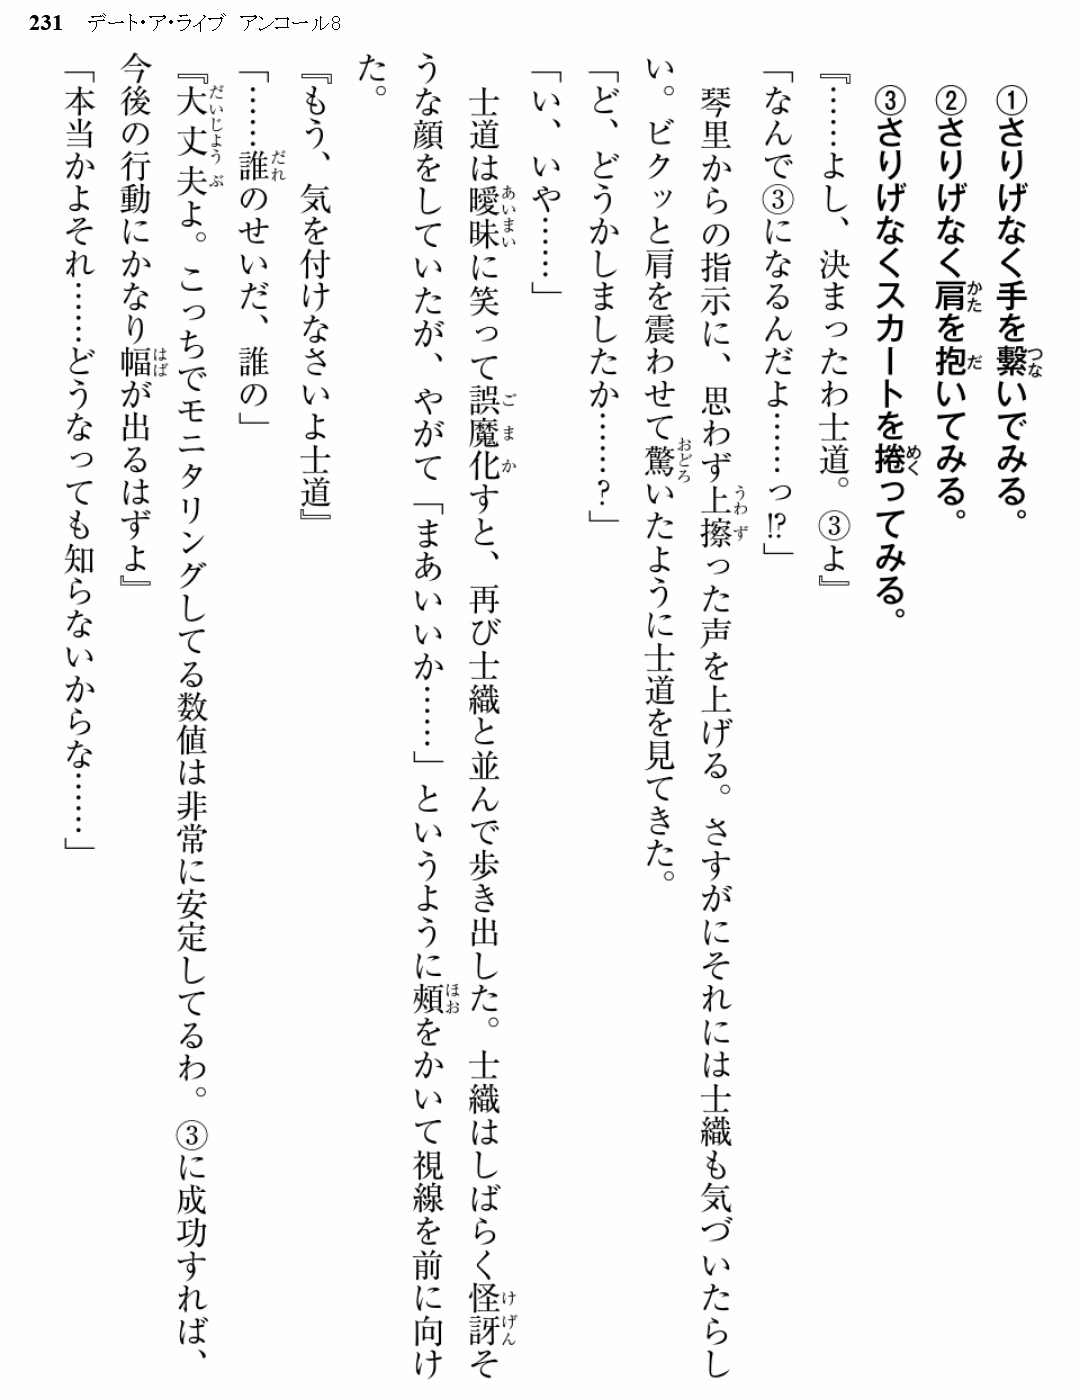 231 デート・ア・ライブ アンコール8
①さりげなく手を繋いでみる。
②さりげなく肩を抱いてみる。
③さりげなくスカートを捲ってみる。
『……よし、決まったわ士道。③よ』
「なんで③になるんだよ……っ!?」
琴里からの指示に、思わず上擦った声を上げる。さすがにそれには士織も気づいたらし
い。ビクッと肩を震わせて驚いたように士道を見てきた。
「ど、どうかしましたか……?」
「い、いや……」
士道は曖昧に笑って誤魔化すと、再び士織と並んで歩き出した。士織はしばらく怪訝そ
うな顔をしていたが、やがて「まあいいか……」というように頬をかいて視線を前に向け
た。
『もう、気を付けなさいよ士道』
「……誰のせいだ、誰の」
『大丈夫よ。こっちでモニタリングしてる数値は非常に安定してるわ。③に成功すれば、
今後の行動にかなり幅が出るはずよ』
「本当かよそれ……どうなっても知らないからな……」